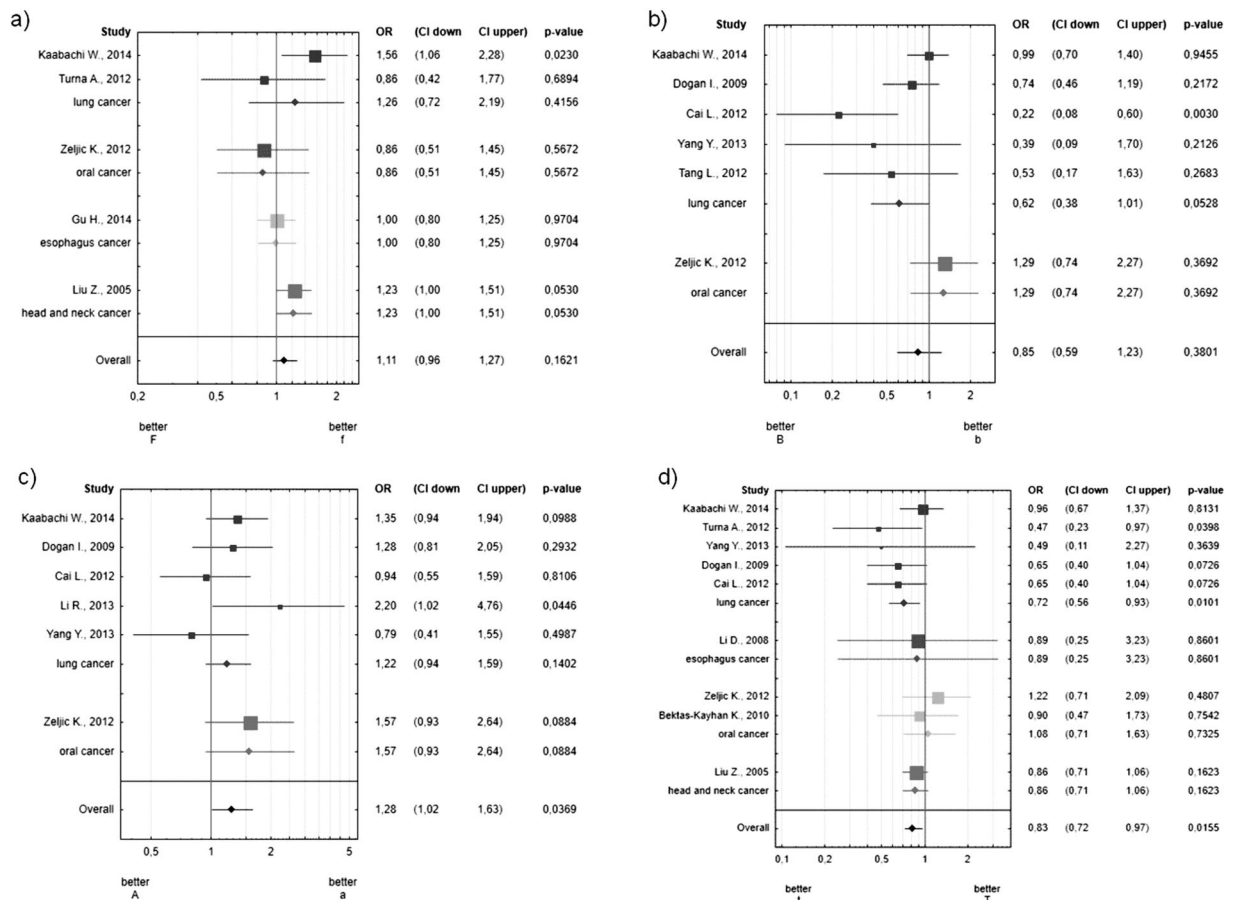 a)
Study OR (CI down CI upper) p-value
Kaabachi W., 2014 1,56 (1,06 2,28) 0,0230
Turna A., 2012 0,86 (0,42 1,77) 0,6894
lung cancer 1,26 (0,72 2,19) 0,4156
Zeljic K., 2012 0,86 (0,51 1,45) 0,5672
oral cancer 0,86 (0,51 1,45) 0,5672
Gu H., 2014 1,00 (0,80 1,25) 0,9704
esophagus cancer 1,00 (0,80 1,25) 0,9704
Liu Z., 2005 1,23 (1,00 1,51) 0,0530
head and neck cancer 1,23 (1,00 1,51) 0,0530
Overall 1,11 (0,96 1,27) 0,1621
0,2 0,5 1 2
better better
F f
b)
Study OR (CI down CI upper) p-value
Kaabachi W., 2014 0,99 (0,70 1,40) 0,9455
Dogan I., 2009 0,74 (0,46 1,19) 0,2172
Cai L., 2012 0,22 (0,08 0,60) 0,0030
Yang Y., 2013 0,39 (0,09 1,70) 0,2126
Tang L., 2012 0,53 (0,17 1,63) 0,2683
lung cancer 0,62 (0,38 1,01) 0,0528
Zeljic K., 2012 1,29 (0,74 2,27) 0,3692
oral cancer 1,29 (0,74 2,27) 0,3692
Overall 0,85 (0,59 1,23) 0,3801
0,1 0,2 0,5 1 2
better better
B b
c)
Study OR (CI down CI upper) p-value
Kaabachi W., 2014 1,35 (0,94 1,94) 0,0988
Dogan I., 2009 1,28 (0,81 2,05) 0,2932
Cai L., 2012 0,94 (0,55 1,59) 0,8106
Li R., 2013 2,20 (1,02 4,76) 0,0446
Yang Y., 2013 0,79 (0,41 1,55) 0,4987
lung cancer 1,22 (0,94 1,59) 0,1402
Zeljic K., 2012 1,57 (0,93 2,64) 0,0884
oral cancer 1,57 (0,93 2,64) 0,0884
Overall 1,28 (1,02 1,63) 0,0369
0,5 1 2 5
better better
A a
d)
Study OR (CI down CI upper) p-value
Kaabachi W., 2014 0,96 (0,67 1,37) 0,8131
Turna A., 2012 0,47 (0,23 0,97) 0,0398
Yang Y., 2013 0,49 (0,11 2,27) 0,3639
Dogan I., 2009 0,65 (0,40 1,04) 0,0726
Cai L., 2012 0,65 (0,40 1,04) 0,0726
lung cancer 0,72 (0,56 0,93) 0,0101
Li D., 2008 0,89 (0,25 3,23) 0,8601
esophagus cancer 0,89 (0,25 3,23) 0,8601
Zeljic K., 2012 1,22 (0,71 2,09) 0,4807
Bektas-Kayhan K., 2010 0,90 (0,47 1,73) 0,7542
oral cancer 1,08 (0,71 1,63) 0,7325
Liu Z., 2005 0,86 (0,71 1,06) 0,1623
head and neck cancer 0,86 (0,71 1,06) 0,1623
Overall 0,83 (0,72 0,97) 0,0155
0,1 0,2 0,5 1 2
better better